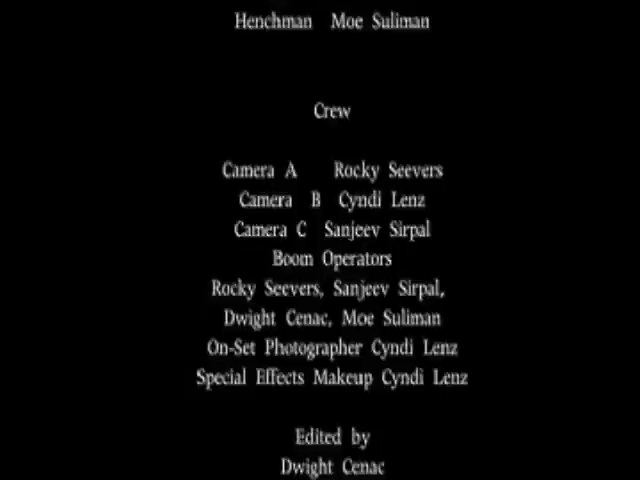 Henchman Moe Suliman
Crew
Camera A Rocky Seevers
Camera B Cyndi Lenz
Camera C Sanjeev Sirpal
Boom Operators
Rocky Seevers, Sanjeev Sirpal,
Dwight Cenac, Moe Suliman
On-Set Photographer Cyndi Lenz
Special Effects Makeup Cyndi Lenz
Edited by
Dwight Cenac